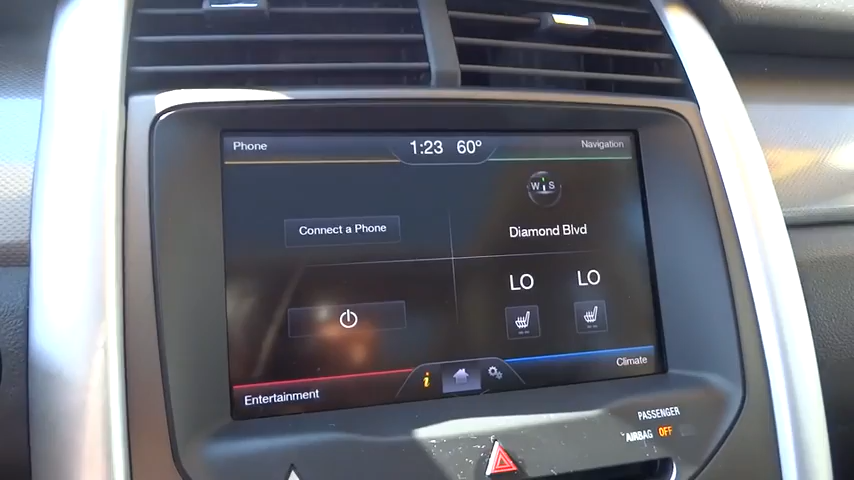 Phone
1:23 60°
Navigation
W S
Connect a Phone
Diamond Blvd
LO LO
i
Entertainment
Climate
PASSENGER
AIRBAG OFF